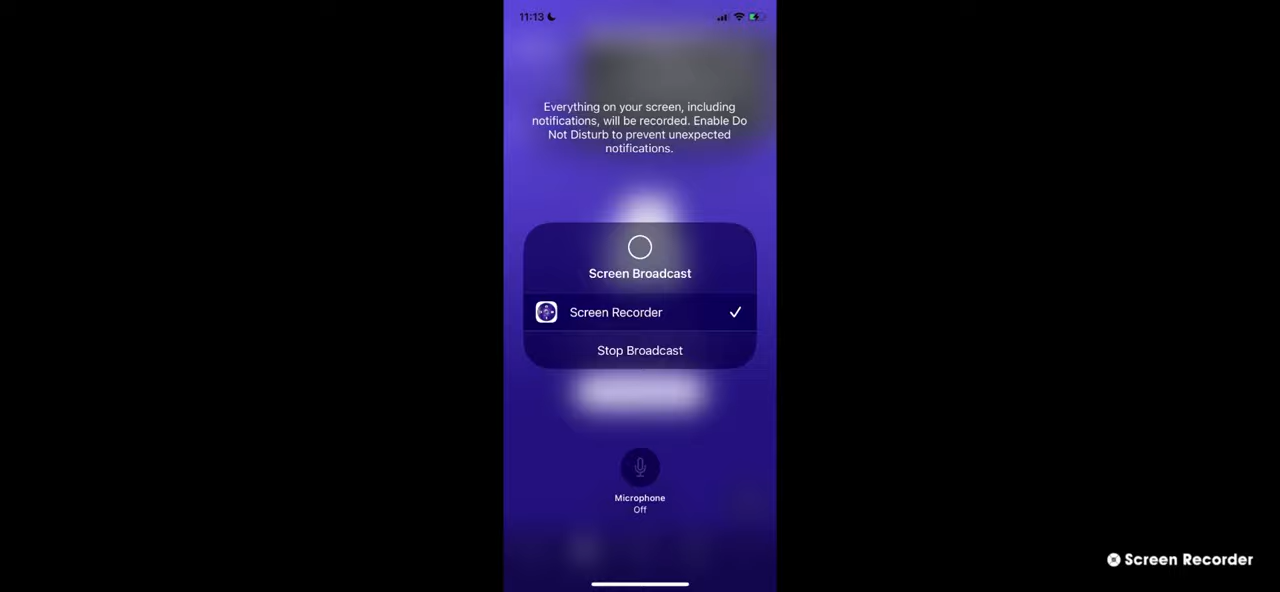 11:13
Everything on your screen, including
notifications, will be recorded. Enable Do
Not Disturb to prevent unexpected
notifications.
Screen Broadcast
Screen Recorder
Stop Broadcast
Microphone
Off
Screen Recorder